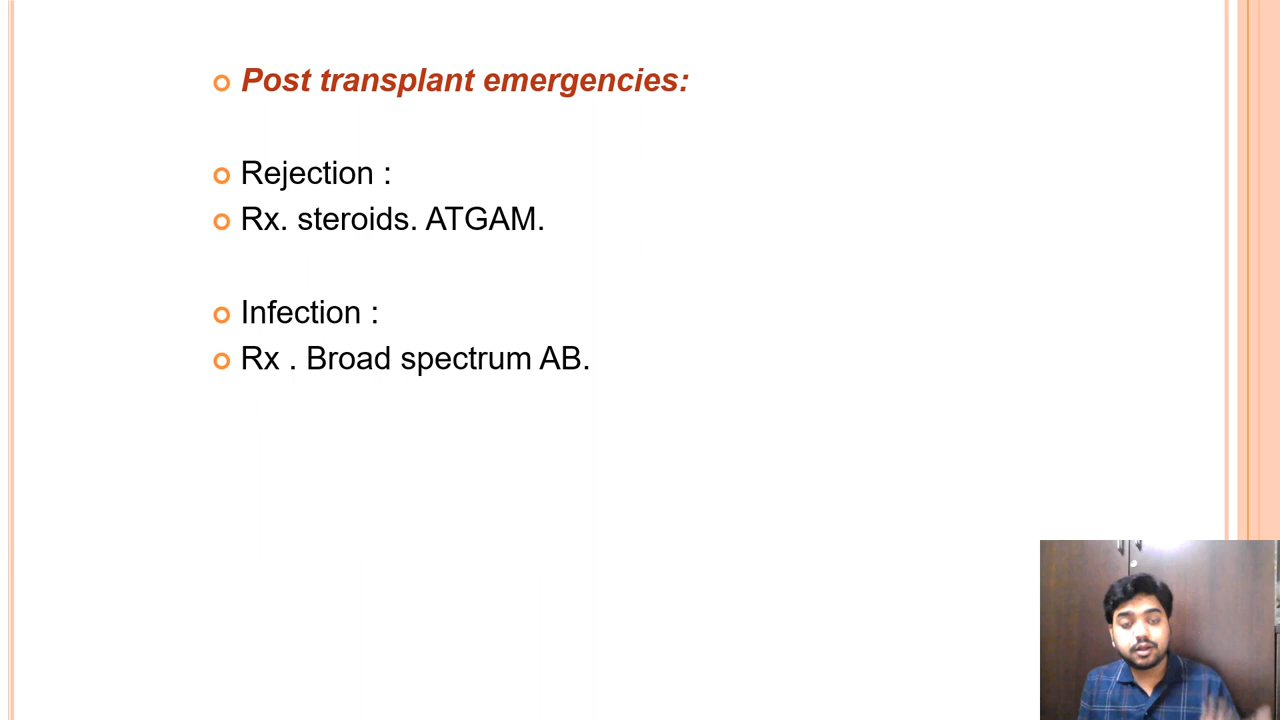 Post transplant emergencies:
Rejection :
Rx. steroids. ATGAM.
Infection :
Rx . Broad spectrum AB.